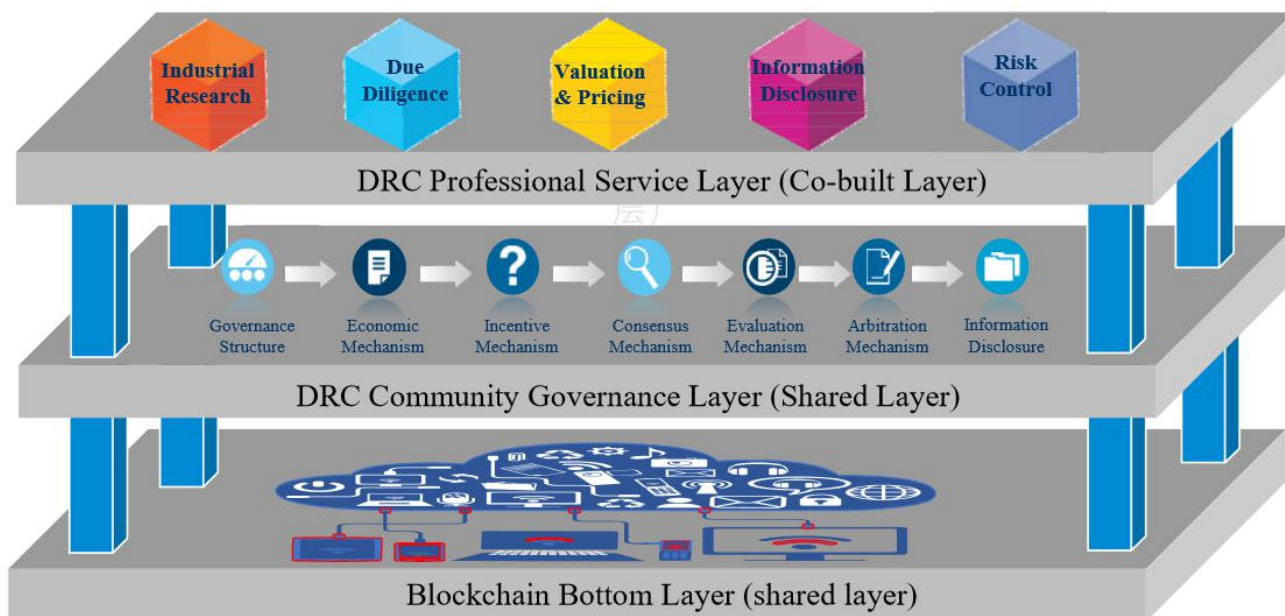 Industrial
Research
Due
Diligence
Valuation
& Pricing
Information
Disclosure
Risk
Control
DRC Professional Service Layer (Co-built Layer)
层）
Governance
Structure
Economic
Mechanism
Incentive
Mechanism
Consensus
Mechanism
Evaluation
Mechanism
Arbitration
Mechanism
Information
Disclosure
DRC Community Governance Layer (Shared Layer)
Blockchain Bottom Layer (shared layer)